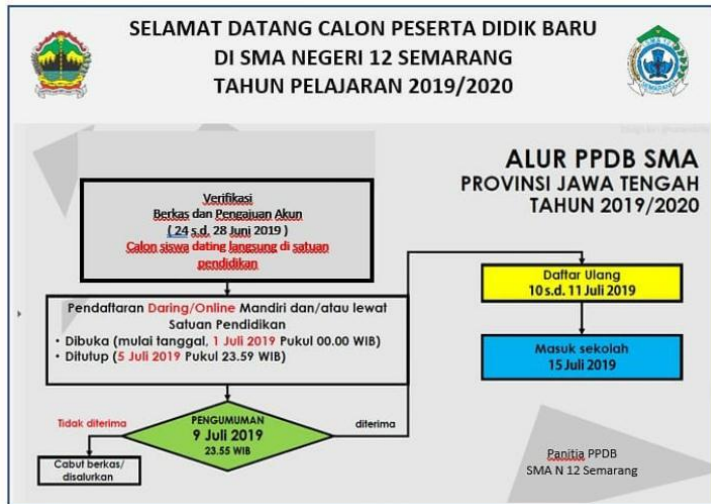 SELAMAT DATANG CALON PESERTA DIDIK BARU
DI SMA NEGERI 12 SEMARANG
TAHUN PELAJARAN 2019/2020
ALUR PPDB SMA
PROVINSI JAWA TENGAH
TAHUN 2019/2020
Verifikasi
Berkas dan Pengajuan Akun
( 24 s.d. 28 Juni 2019 )
Calon siswa dating langsung di satuan
pendidikan
Pendaftaran Daring/Online Mandiri dan/atau lewat
Satuan Pendidikan
• Dibuka (mulai tanggal, 1 Juli 2019 Pukul 00.00 WIB)
• Ditutup (5 Juli 2019 Pukul 23.59 WIB)
PENGUMUMAN
9 Juli 2019
23.55 WIB
Tidak diterima
diterima
Cabut berkas/
disalurkan
Daftar Ulang
10 s.d. 11 Juli 2019
Masuk sekolah
15 Juli 2019
Panitia PPDB
SMA N 12 Semarang